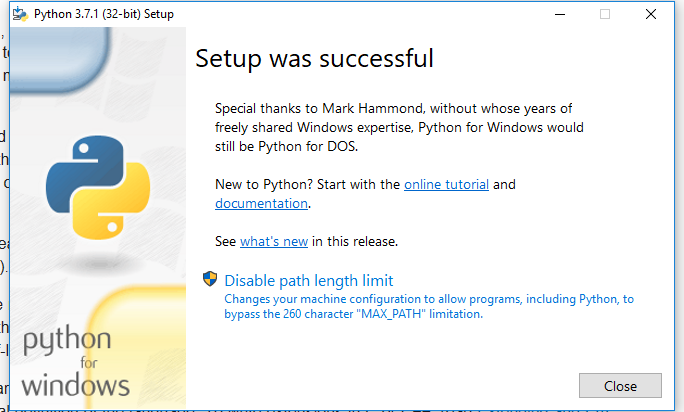 Python 3.7.1 (32-bit) Setup
Setup was successful
Special thanks to Mark Hammond, without whose years of
freely shared Windows expertise, Python for Windows would
still be Python for DOS.
New to Python? Start with the online tutorial and
documentation.
See what's new in this release.
Disable path length limit
Changes your machine configuration to allow programs, including Python, to
bypass the 260 character "MAX_PATH" limitation.
python
for
windows
Close